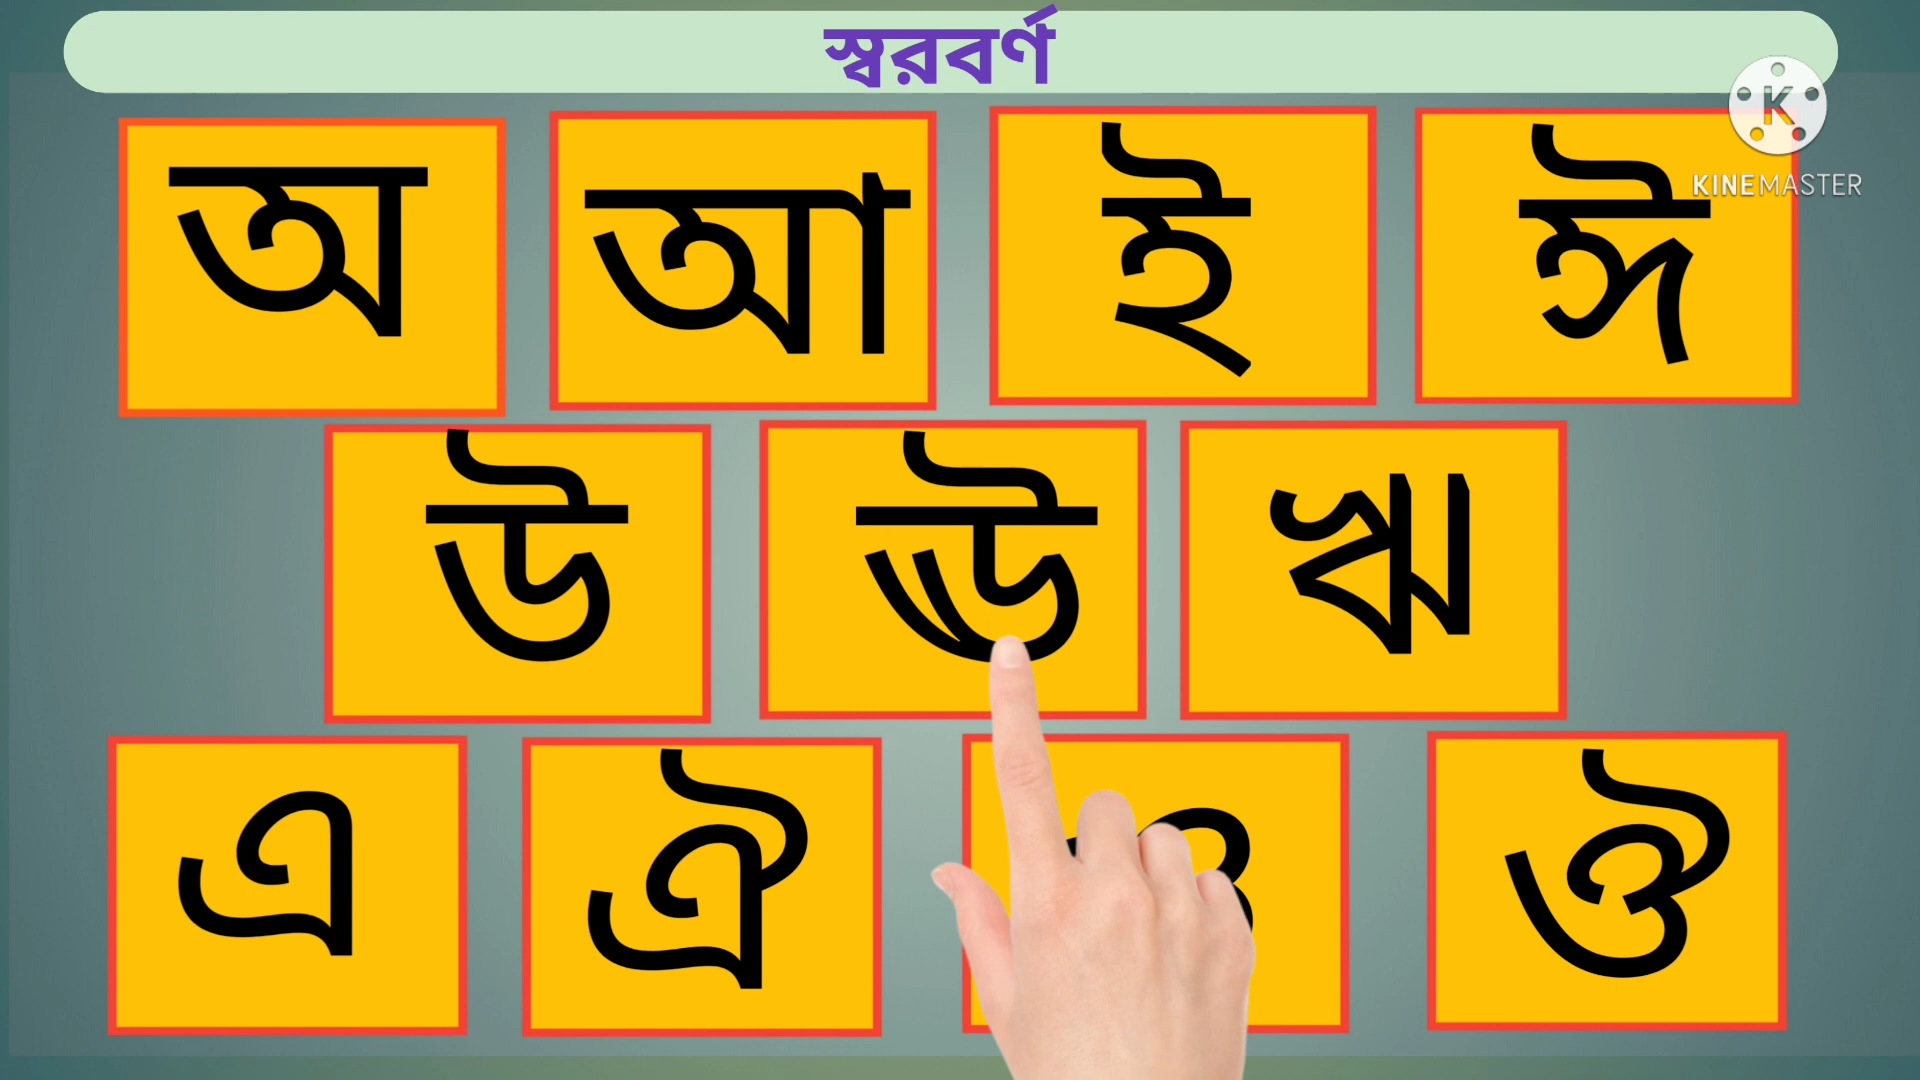 স্বরবর্ণ
K
KINEMASTER
অ আ ই ঈ
উ ঊ ঋ
এ ঐ ঔ